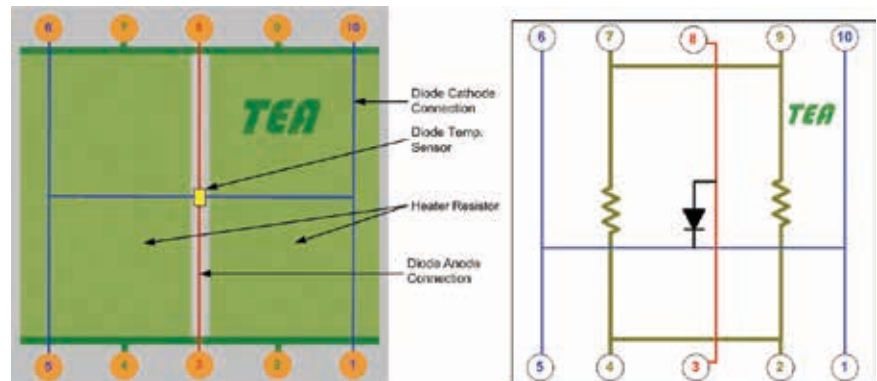 6 7 8 9 10
TEA
Diode Cathode
Connection
Diode Temp.
Sensor
Heater Resistor
Diode Anode
Connection
5 4 3 2 1
6 7 8 9 10
TEA
5 4 3 2 1